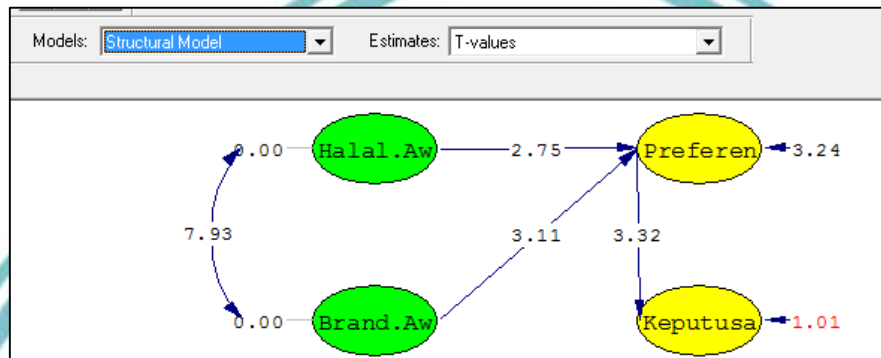 Models: Structural Model Estimates: T-values
0.00 Halal.Aw 2.75 Preferen 3.24
7.93 3.11 3.32
0.00 Brand.Aw Keputusa 1.01